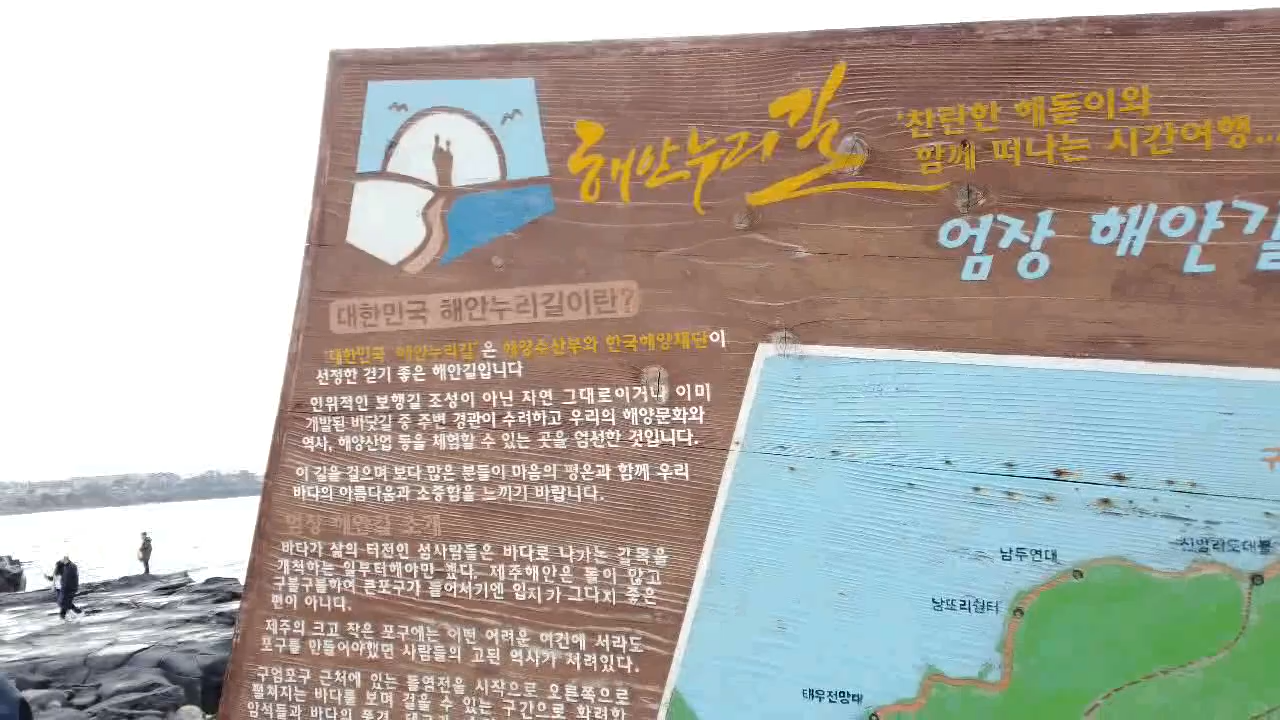 해안누리길
'찬란한 해돋이와
함께 떠나는 시간여행...
엄장 해안길
대한민국 해안누리길이란?
'대한민국 해안누리길'은 해양수산부와 한국해양재단이
선정한 걷기 좋은 해안길입니다
인위적인 보행길 조성이 아닌 자연 그대로이거나 이미
개발된 바닷길 중 주변 경관이 수려하고 우리의 해양문화와
역사, 해양산업 등을 체험할 수 있는 곳을 엄선한 것입니다.
이 길을 걸으며 보다 많은 분들이 마음의 평온과 함께 우리
바다의 아름다움과 소중함을 느끼기 바랍니다.
엄장 해안길 소개
바다가 삶의 터전인 섬사람들은 바다로 나가는 길목을
개척하는 일부터해야만 했다. 제주해안은 돌이 많고
구불구불하여 큰포구가 들어서기엔 입지가 그다지 좋은
편이 아니다.
제주의 크고 작은 포구에는 어떤 어려운 여건에 서라도
포구를 만들어야했던 사람들의 고된 역사가 서려있다.
구엄포구 근처에 있는 돌염전을 시작으로 오른쪽으로
펼쳐지는 바다를 보며 걸을 수 있는 구간으로 화려한
암석들과 바다의 풍경,
남두연대
낭또리쉼터
태우전망대